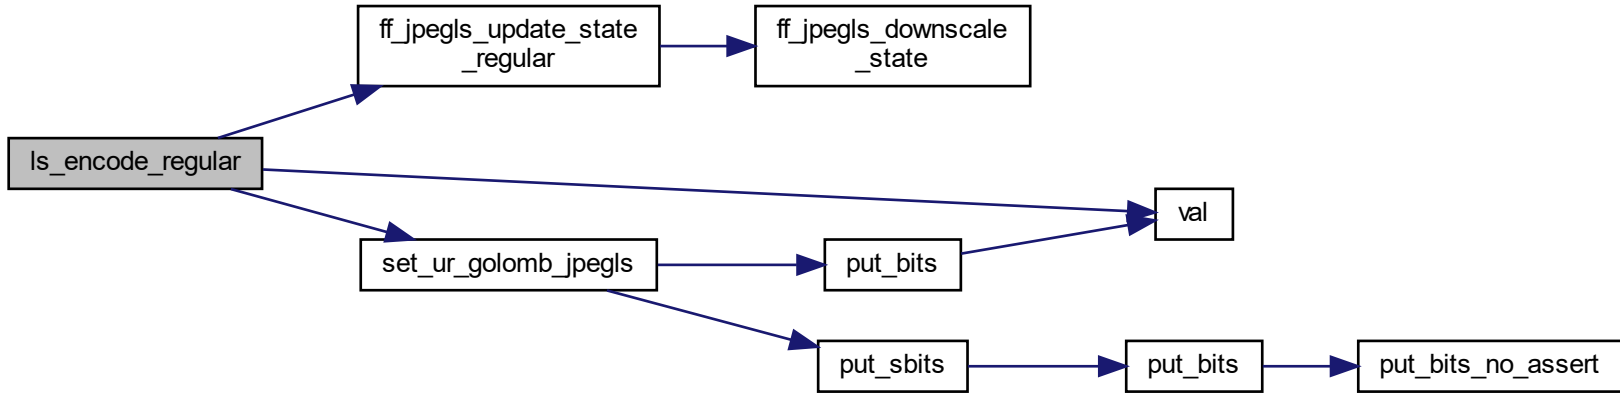 ff_jpegls_update_state
_regular
ff_jpegls_downscale
_state
ls_encode_regular
val
set_ur_golomb_jpegls
put_bits
put_sbits
put_bits
put_bits_no_assert